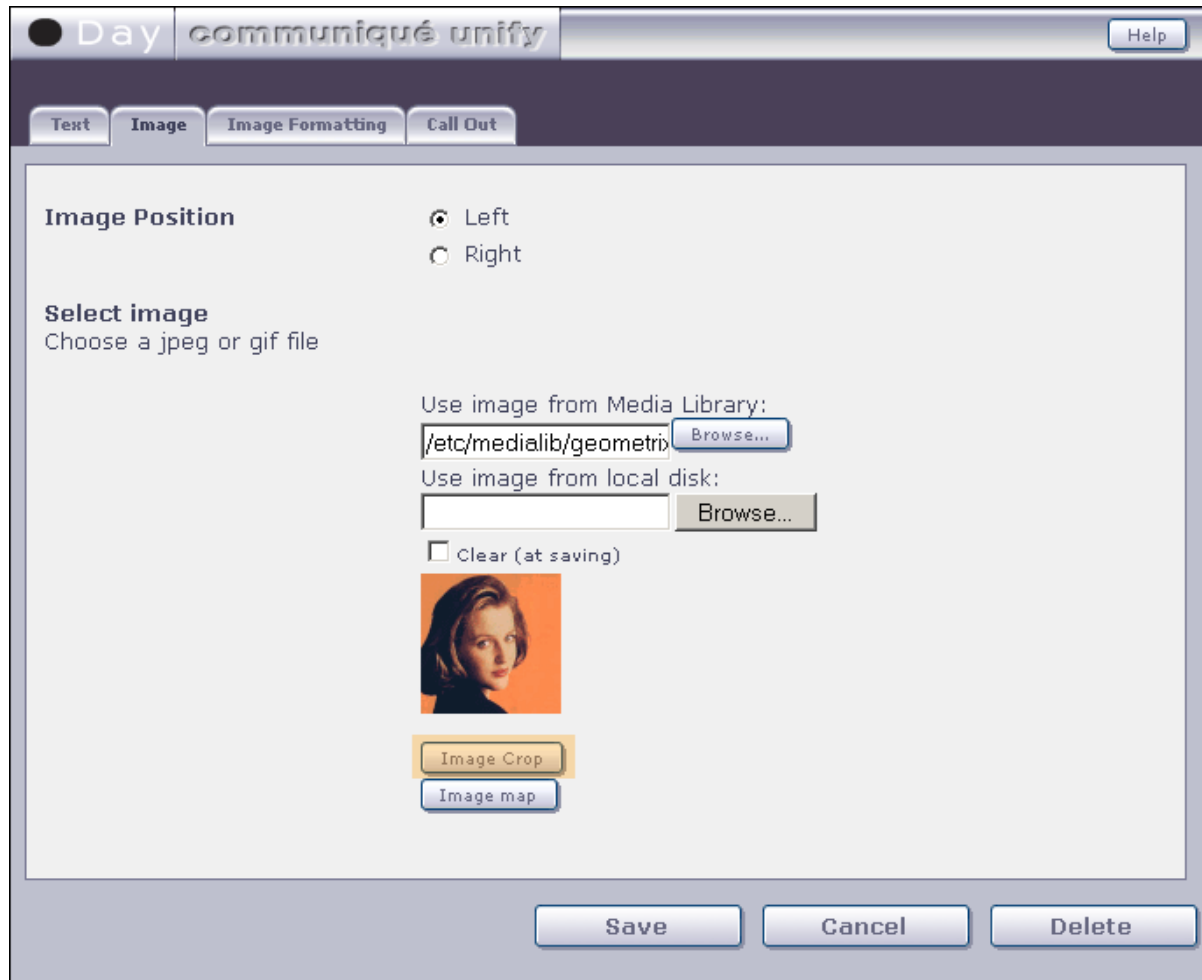 Day communiqué unify Help
Text Image Image Formatting Call Out
Image Position Left
Right
Select image
Choose a jpeg or gif file
Use image from Media Library:
/etc/medialib/geometrix Browse...
Use image from local disk:
Browse...
Clear (at saving)
Image Crop
Image map
Save Cancel Delete